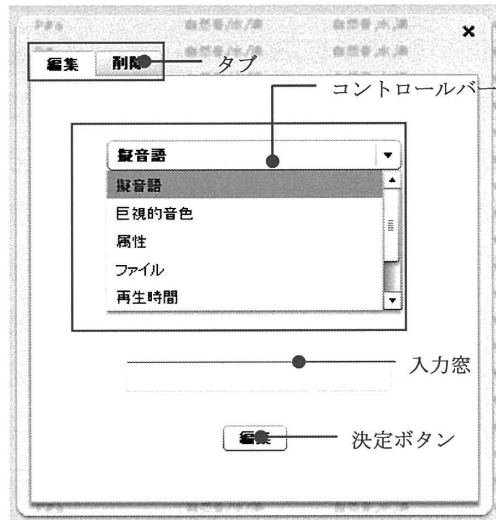 編集 削除
タブ
コントロールバー
擬音語
擬音語
巨視的音色
属性
ファイル
再生時間
入力窓
編集
決定ボタン